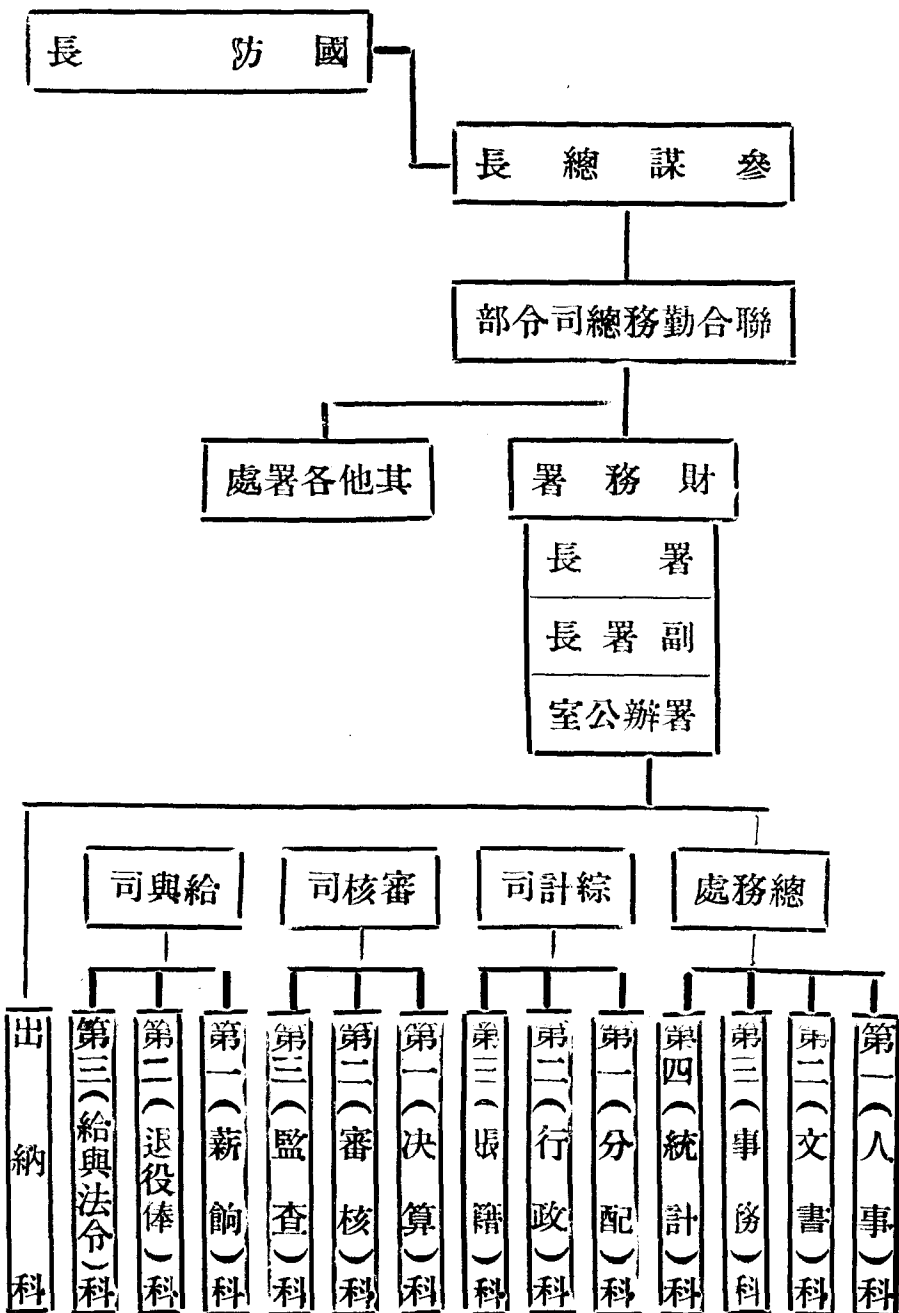 國防長
參謀總長
聯合勤務總司令部
財務署
其他各署處
署長
副署長
署辦公室
總務處
綜計司
審核司
給與司
第一(人事)科
第二(文書)科
第三(事務)科
第四(統計)科
第一(分配)科
第二(行政)科
第三(賬籍)科
第一(决算)科
第二(審核)科
第三(監查)科
第一(薪餉)科
第二(退役俸)科
第三(給與法令)科
出納科